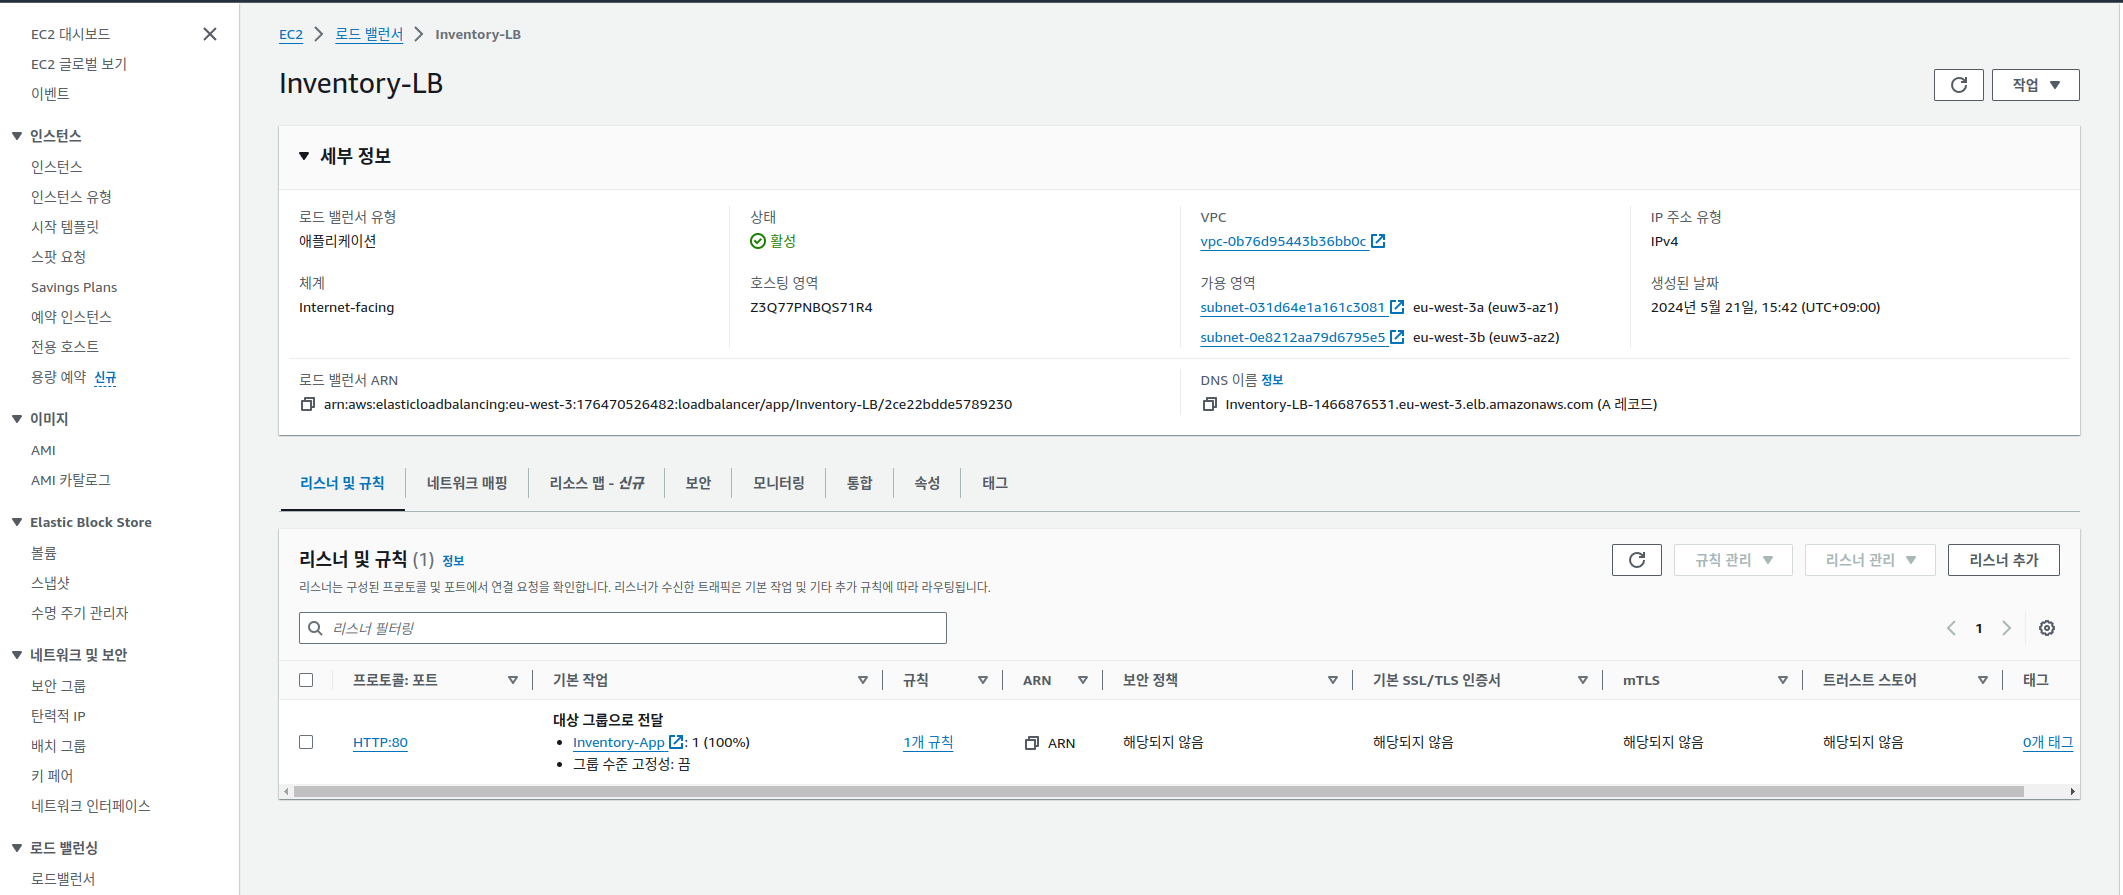 EC2 대시보드
EC2 글로벌 보기
이벤트
인스턴스
인스턴스
인스턴스 유형
시작 템플릿
스팟 요청
Savings Plans
예약 인스턴스
전용 호스트
용량 예약 신규
이미지
AMI
AMI 카탈로그
Elastic Block Store
볼륨
스냅샷
수명 주기 관리자
네트워크 및 보안
보안 그룹
탄력적 IP
배치 그룹
키 페어
네트워크 인터페이스
로드 밸런싱
로드밸런서
EC2 로드 밸런서 Inventory-LB
Inventory-LB
작업
세부 정보
로드 밸런서 유형
애플리케이션
상태
활성
VPC
vpc-0b76d95443b36bb0c
IP 주소 유형
IPv4
체계
Internet-facing
호스팅 영역
Z3Q77PNBQS71R4
가용 영역
subnet-031d64e1a161c3081 eu-west-3a (euw3-az1)
subnet-0e8212aa79d6795e5 eu-west-3b (euw3-az2)
생성된 날짜
2024년 5월 21일, 15:42 (UTC+09:00)
로드 밸런서 ARN
arn:aws:elasticloadbalancing:eu-west-3:176470526482:loadbalancer/app/Inventory-LB/2ce22bdde5789230
DNS 이름 정보
Inventory-LB-1466876531.eu-west-3.elb.amazonaws.com (A 레코드)
리스너 및 규칙 네트워크 매핑 리소스 맵 - 신규 보안 모니터링 통합 속성 태그
리스너 및 규칙 (1) 정보
규칙 관리 리스너 관리 리스너 추가
리스너는 구성된 프로토콜 및 포트에서 연결 요청을 확인합니다. 리스너가 수신한 트래픽은 기본 작업 및 기타 추가 규칙에 따라 라우팅됩니다.
리스너 필터링
1
프로토콜: 포트 기본 작업 규칙 ARN 보안 정책 기본 SSL/TLS 인증서 mTLS 트러스트 스토어 태그
대상 그룹으로 전달
HTTP:80 Inventory-App : 1 (100%) 1개 규칙 ARN 해당되지 않음 해당되지 않음 해당되지 않음 해당되지 않음 0개 태그
그룹 수준 고정성: 끔